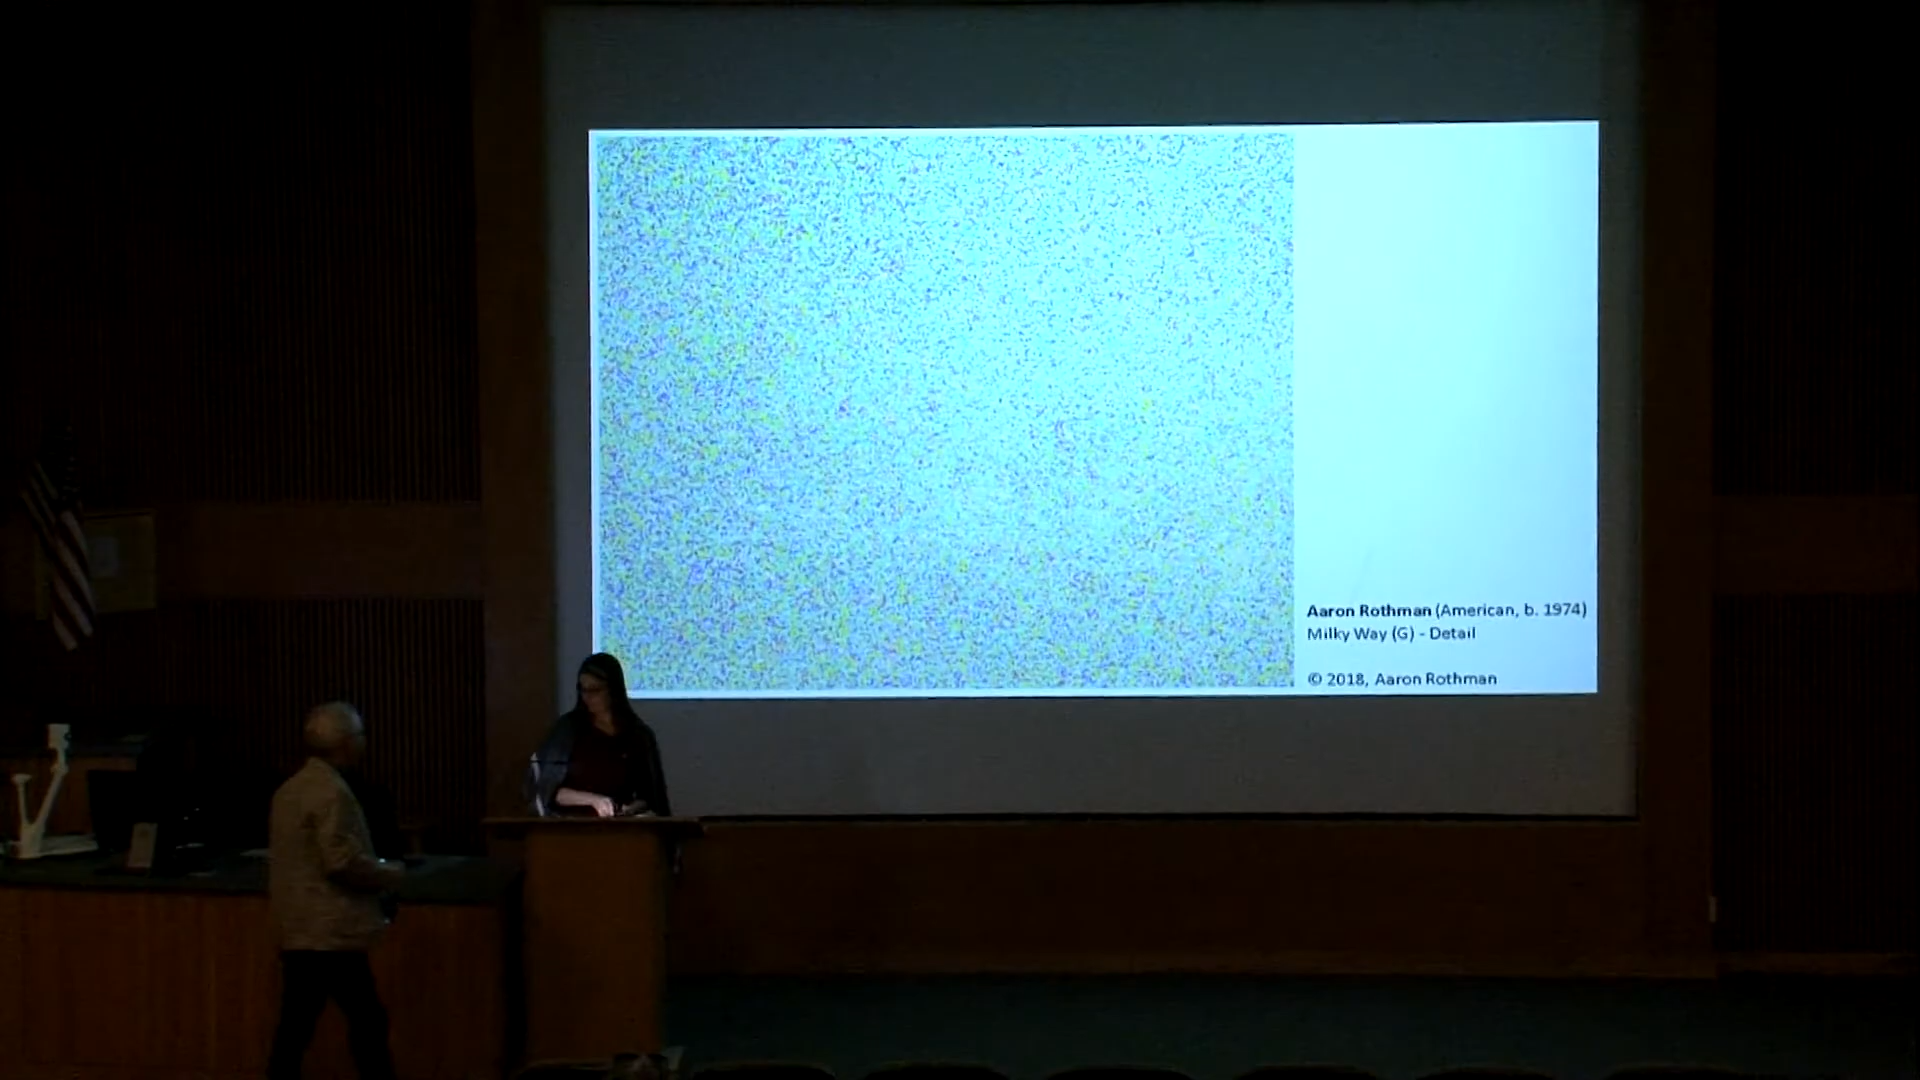 Aaron Rothman (American, b. 1974)
Milky Way (G) - Detail
© 2018, Aaron Rothman